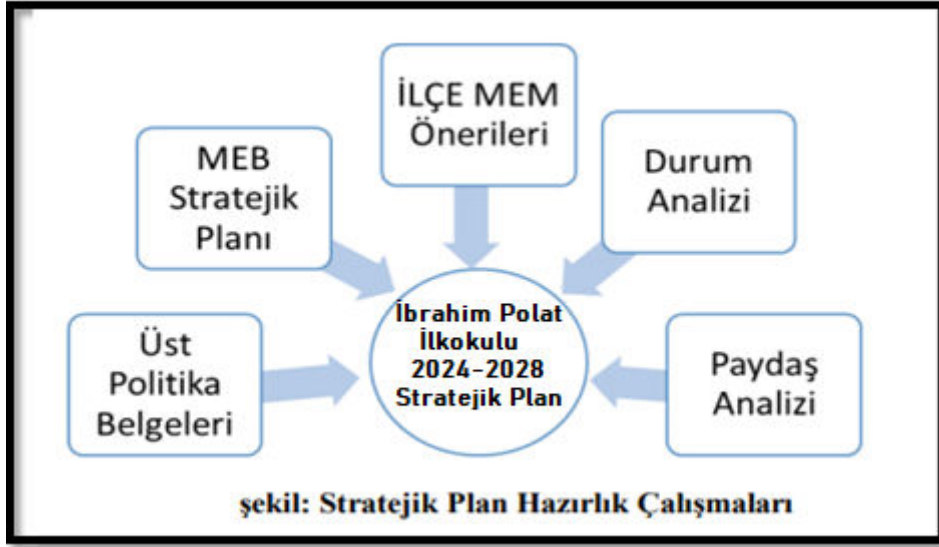 İLÇE MEM
Önerileri
MEB
Stratejik
Planı
Durum
Analizi
Üst
Politika
Belgeleri
İbrahim Polat
İlkokulu
2024-2028
Stratejik Plan
Paydaş
Analizi
şekil: Stratejik Plan Hazırlık Çalışmaları